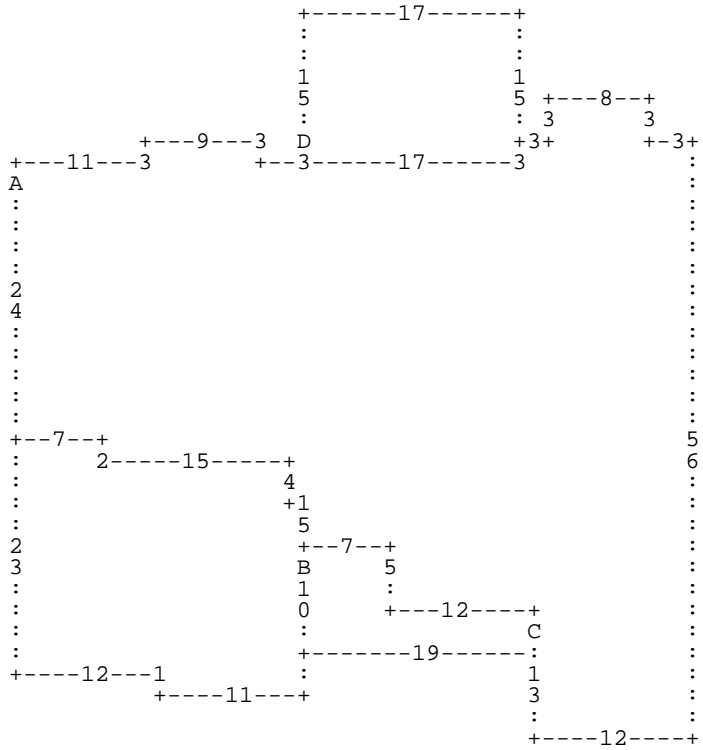 +------17------+
                    :              :
                    :              :
                    1              1
                    5              5 +---8--+
                    :              : 3      3
         +---9---3  D              +3+      +-3+
+---11---3       +--3------17------3           :
A                                              :
:                                              :
:                                              :
:                                              :
:                                              :
2                                              :
4                                              :
:                                              :
:                                              :
:                                              :
:                                              :
:                                              :
+--7--+                                        5
:     2-----15-----+                           6
:                  4                           :
:                  +1                          :
:                   5                          :
2                   +--7--+                    :
3                   B     5                    :
:                   1     :                    :
:                   0     +---12----+          :
:                   :               C          :
:                   +-------19------:          :
+---12---1          :               1          :
          +----11---+               3          :
                                    :          :
                                    +----12----+